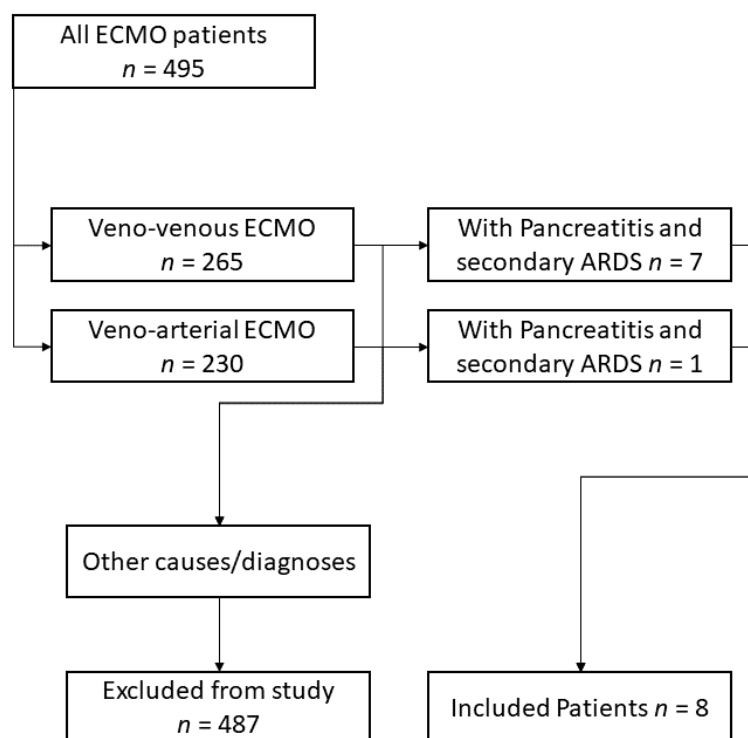 All ECMO patients
n = 495
Veno-venous ECMO
n = 265
With Pancreatitis and
secondary ARDS n = 7
Veno-arterial ECMO
n = 230
With Pancreatitis and
secondary ARDS n = 1
Other causes/diagnoses
Excluded from study
n = 487
Included Patients n = 8